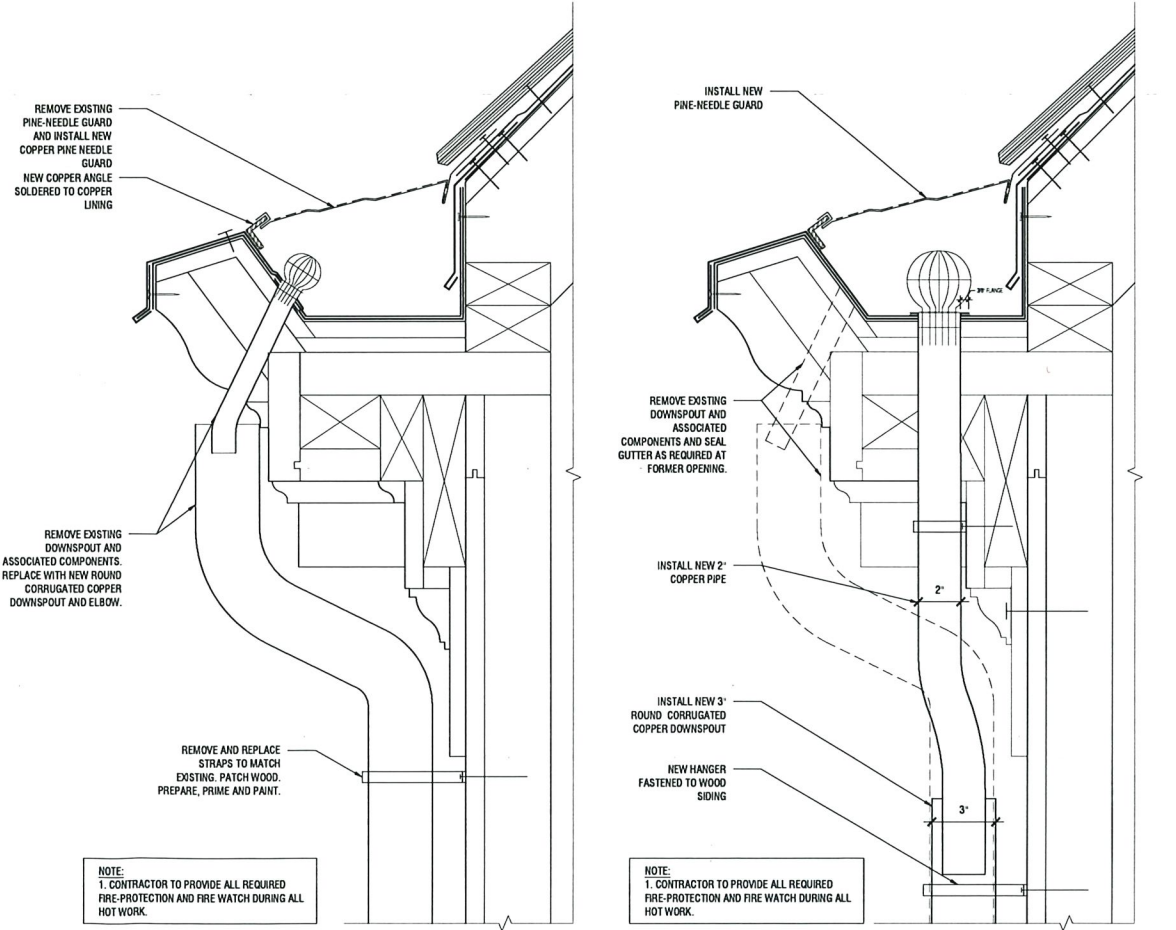 REMOVE EXISTING
PINE-NEEDLE GUARD
AND INSTALL NEW
COPPER PINE NEEDLE
GUARD
NEW COPPER ANGLE
SOLDERED TO COPPER
LINING
REMOVE EXISTING
DOWNSPOUT AND
ASSOCIATED COMPONENTS.
REPLACE WITH NEW ROUND
CORRUGATED COPPER
DOWNSPOUT AND ELBOW.
REMOVE AND REPLACE
STRAPS TO MATCH
EXISTING. PATCH WOOD.
PREPARE, PRIME AND PAINT.
NOTE:
1. CONTRACTOR TO PROVIDE ALL REQUIRED
FIRE-PROTECTION AND FIRE WATCH DURING ALL
HOT WORK.
INSTALL NEW
PINE-NEEDLE GUARD
FLANGE
REMOVE EXISTING
DOWNSPOUT AND
ASSOCIATED
COMPONENTS AND SEAL
GUTTER AS REQUIRED AT
FORMER OPENING.
INSTALL NEW 2"
COPPER PIPE
2"
INSTALL NEW 3"
ROUND CORRUGATED
COPPER DOWNSPOUT
NEW HANGER
FASTENED TO WOOD
SIDING
3"
NOTE:
1. CONTRACTOR TO PROVIDE ALL REQUIRED
FIRE-PROTECTION AND FIRE WATCH DURING ALL
HOT WORK.